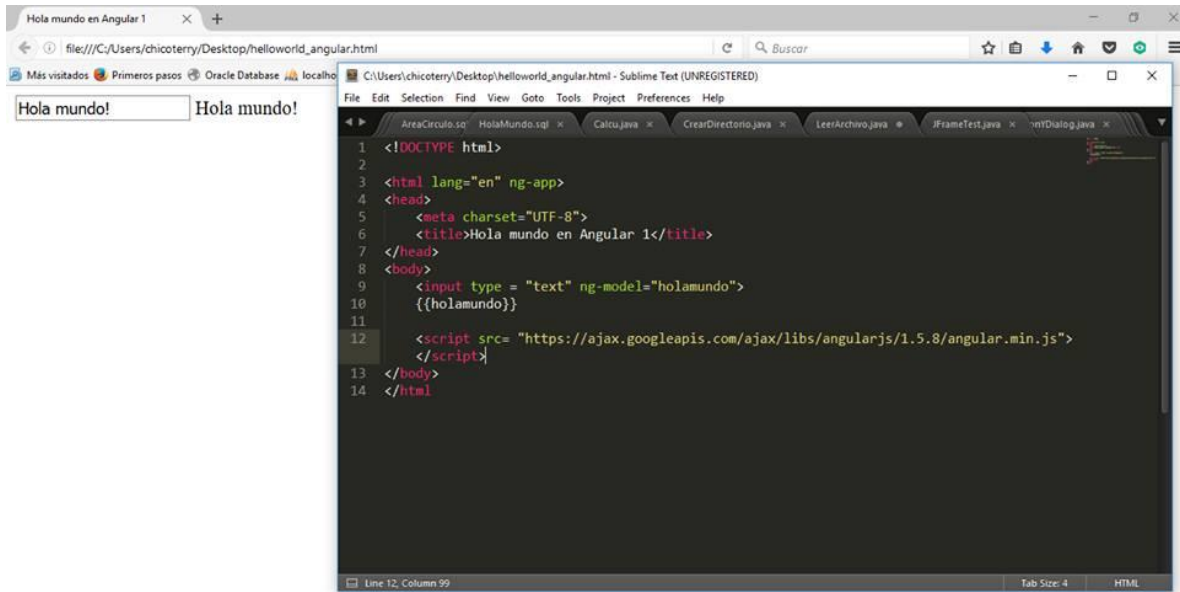 Hola mundo en Angular 1
file:///C:/Users/chicoterry/Desktop/helloworld_angular.html
Buscar
Más visitados Primeros pasos Oracle Database localho
Hola mundo! Hola mundo!
C:\Users\chicoterry\Desktop\helloworld_angular.html - Sublime Text (UNREGISTERED)
File Edit Selection Find View Goto Tools Project Preferences Help
AreaCirculo.sq HolaMundo.sql Calcu.java CrearDirectorio.java LeerArchivo.java JFrameTest.java onYDialog.java
1 <!DOCTYPE html>
2
3 <html lang="en" ng-app>
4 <head>
5 <meta charset="UTF-8">
6 <title>Hola mundo en Angular 1</title>
7 </head>
8 <body>
9 <input type = "text" ng-model="holamundo">
10 {{holamundo}}
11
12 <script src= "https://ajax.googleapis.com/ajax/libs/angularjs/1.5.8/angular.min.js">
</script>
13 </body>
14 </html
Line 12, Column 99
Tab Size: 4
HTML